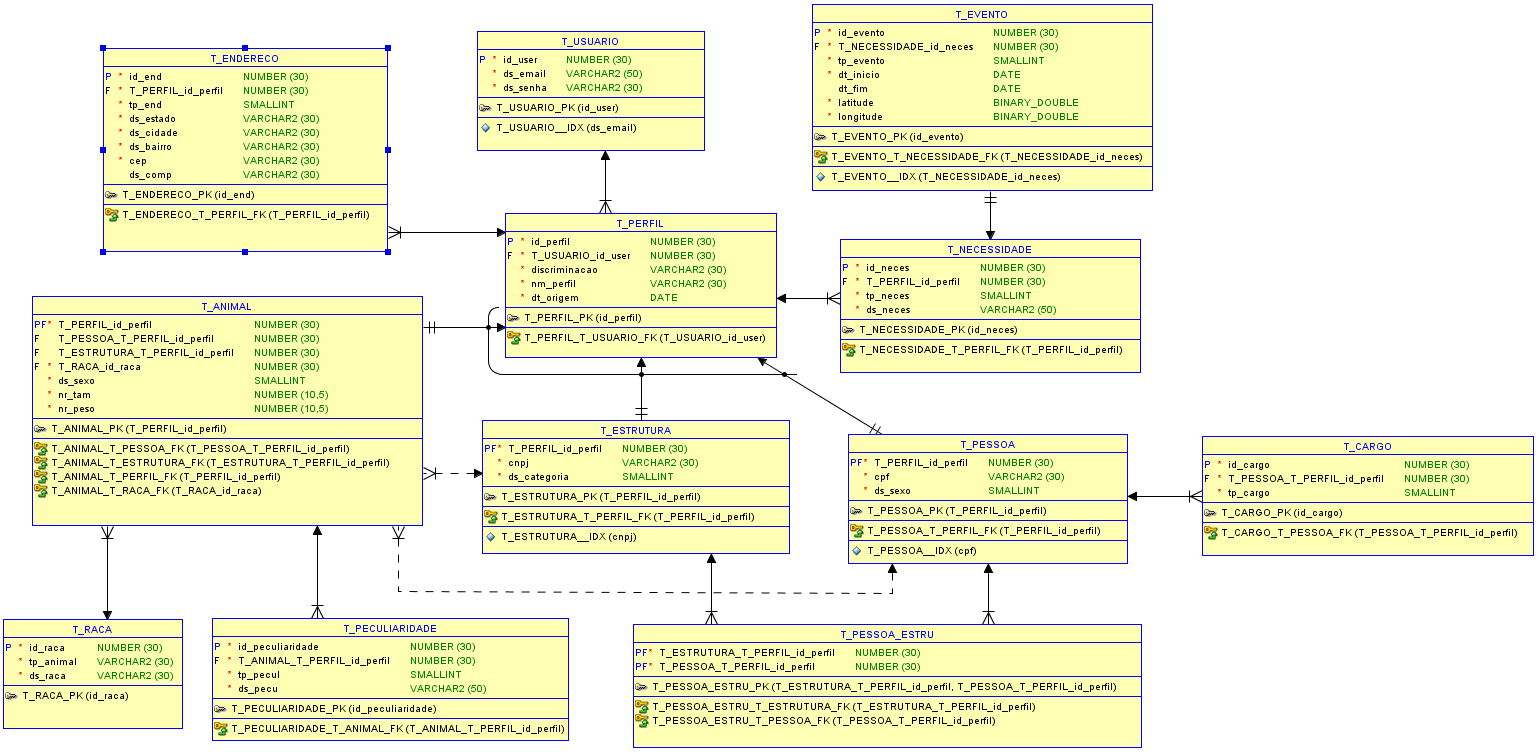 T_ENDERECO
P * id_end NUMBER (30)
F * T_PERFIL_id_perfil NUMBER (30)
* tp_end SMALLINT
* ds_estado VARCHAR2 (30)
* ds_cidade VARCHAR2 (30)
* ds_bairro VARCHAR2 (30)
* cep VARCHAR2 (30)
ds_comp VARCHAR2 (30)
T_ENDERECO_PK (id_end)
T_ENDERECO_T_PERFIL_FK (T_PERFIL_id_perfil)
T_USUARIO
P * id_user NUMBER (30)
* ds_email VARCHAR2 (50)
* ds_senha VARCHAR2 (30)
T_USUARIO_PK (id_user)
T_USUARIO__IDX (ds_email)
T_EVENTO
P * id_evento NUMBER (30)
F * T_NECESSIDADE_id_neces NUMBER (30)
* tp_evento SMALLINT
* dt_inicio DATE
dt_fim DATE
* latitude BINARY_DOUBLE
* longitude BINARY_DOUBLE
T_EVENTO_PK (id_evento)
T_EVENTO_T_NECESSIDADE_FK (T_NECESSIDADE_id_neces)
T_EVENTO__IDX (T_NECESSIDADE_id_neces)
T_PERFIL
P * id_perfil NUMBER (30)
F * T_USUARIO_id_user NUMBER (30)
* discriminacao VARCHAR2 (30)
* nm_perfil VARCHAR2 (30)
* dt_origem DATE
T_PERFIL_PK (id_perfil)
T_PERFIL_T_USUARIO_FK (T_USUARIO_id_user)
T_NECESSIDADE
P * id_neces NUMBER (30)
F * T_PERFIL_id_perfil NUMBER (30)
* tp_neces SMALLINT
* ds_neces VARCHAR2 (50)
T_NECESSIDADE_PK (id_neces)
T_NECESSIDADE_T_PERFIL_FK (T_PERFIL_id_perfil)
T_ANIMAL
PF* T_PERFIL_id_perfil NUMBER (30)
F T_PESSOA_T_PERFIL_id_perfil NUMBER (30)
F T_ESTRUTURA_T_PERFIL_id_perfil NUMBER (30)
F * T_RACA_id_raca NUMBER (30)
* ds_sexo SMALLINT
* nr_tam NUMBER (10,5)
* nr_peso NUMBER (10,5)
T_ANIMAL_PK (T_PERFIL_id_perfil)
T_ANIMAL_T_PESSOA_FK (T_PESSOA_T_PERFIL_id_perfil)
T_ANIMAL_T_ESTRUTURA_FK (T_ESTRUTURA_T_PERFIL_id_perfil)
T_ANIMAL_T_PERFIL_FK (T_PERFIL_id_perfil)
T_ANIMAL_T_RACA_FK (T_RACA_id_raca)
T_ESTRUTURA
PF* T_PERFIL_id_perfil NUMBER (30)
* cnpj VARCHAR2 (30)
* ds_categoria SMALLINT
T_ESTRUTURA_PK (T_PERFIL_id_perfil)
T_ESTRUTURA_T_PERFIL_FK (T_PERFIL_id_perfil)
T_ESTRUTURA__IDX (cnpj)
T_PESSOA
PF* T_PERFIL_id_perfil NUMBER (30)
* cpf VARCHAR2 (30)
* ds_sexo SMALLINT
T_PESSOA_PK (T_PERFIL_id_perfil)
T_PESSOA_T_PERFIL_FK (T_PERFIL_id_perfil)
T_PESSOA__IDX (cpf)
T_CARGO
P * id_cargo NUMBER (30)
F * T_PESSOA_T_PERFIL_id_perfil NUMBER (30)
* tp_cargo SMALLINT
T_CARGO_PK (id_cargo)
T_CARGO_T_PESSOA_FK (T_PESSOA_T_PERFIL_id_perfil)
T_RACA
P * id_raca NUMBER (30)
* tp_animal VARCHAR2 (30)
* ds_raca VARCHAR2 (30)
T_RACA_PK (id_raca)
T_PECULIARIDADE
P * id_peculiaridade NUMBER (30)
F * T_ANIMAL_T_PERFIL_id_perfil NUMBER (30)
* tp_pecul SMALLINT
* ds_pecu VARCHAR2 (50)
T_PECULIARIDADE_PK (id_peculiaridade)
T_PECULIARIDADE_T_ANIMAL_FK (T_ANIMAL_T_PERFIL_id_perfil)
T_PESSOA_ESTRU
PF* T_ESTRUTURA_T_PERFIL_id_perfil NUMBER (30)
PF* T_PESSOA_T_PERFIL_id_perfil NUMBER (30)
T_PESSOA_ESTRU_PK (T_ESTRUTURA_T_PERFIL_id_perfil, T_PESSOA_T_PERFIL_id_perfil)
T_PESSOA_ESTRU_T_ESTRUTURA_FK (T_ESTRUTURA_T_PERFIL_id_perfil)
T_PESSOA_ESTRU_T_PESSOA_FK (T_PESSOA_T_PERFIL_id_perfil)